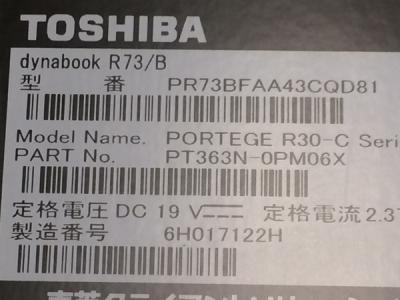 TOSHIBA
dynabook R73/B
型 番 PR73BFAA43CQD81
Model Name. PORTEGE R30-C Seri
PART No. PT363N-0PM06X
定格電圧 DC 19 V⎓ 定格電流 2.37
製造番号 6H017122H